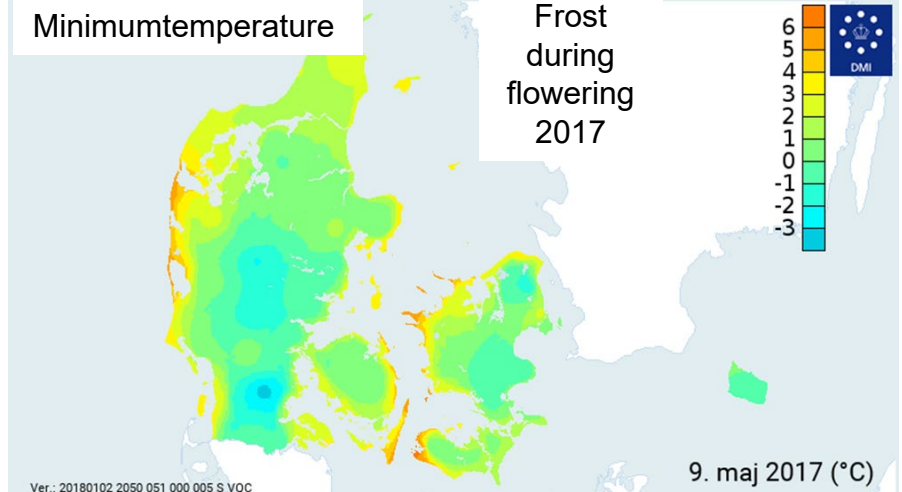 Minimumtemperature
Frost
during
flowering
2017
6
5
4
3
2
1
0
-1
-2
-3
DMI
9. maj 2017 (°C)
Ver.: 20180102 2050 051 000 005 S VOC